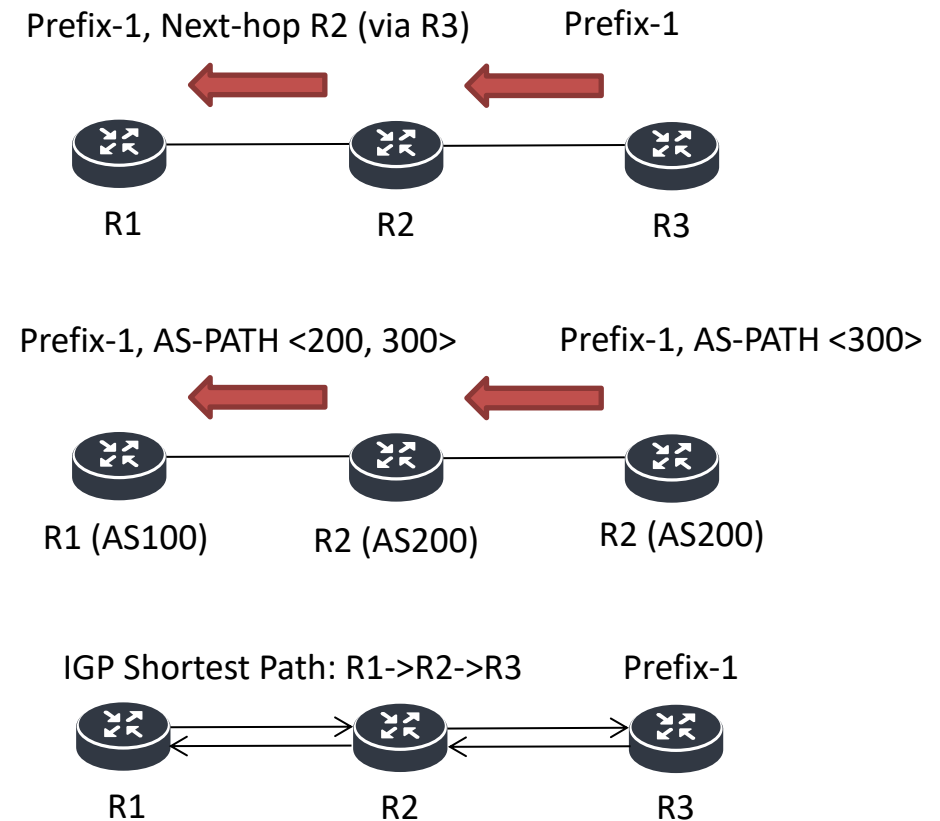 Prefix-1, Next-hop R2 (via R3)
Prefix-1
R1
R2
R3
Prefix-1, AS-PATH <200, 300>
Prefix-1, AS-PATH <300>
R1 (AS100)
R2 (AS200)
R2 (AS200)
IGP Shortest Path: R1->R2->R3
Prefix-1
R1
R2
R3